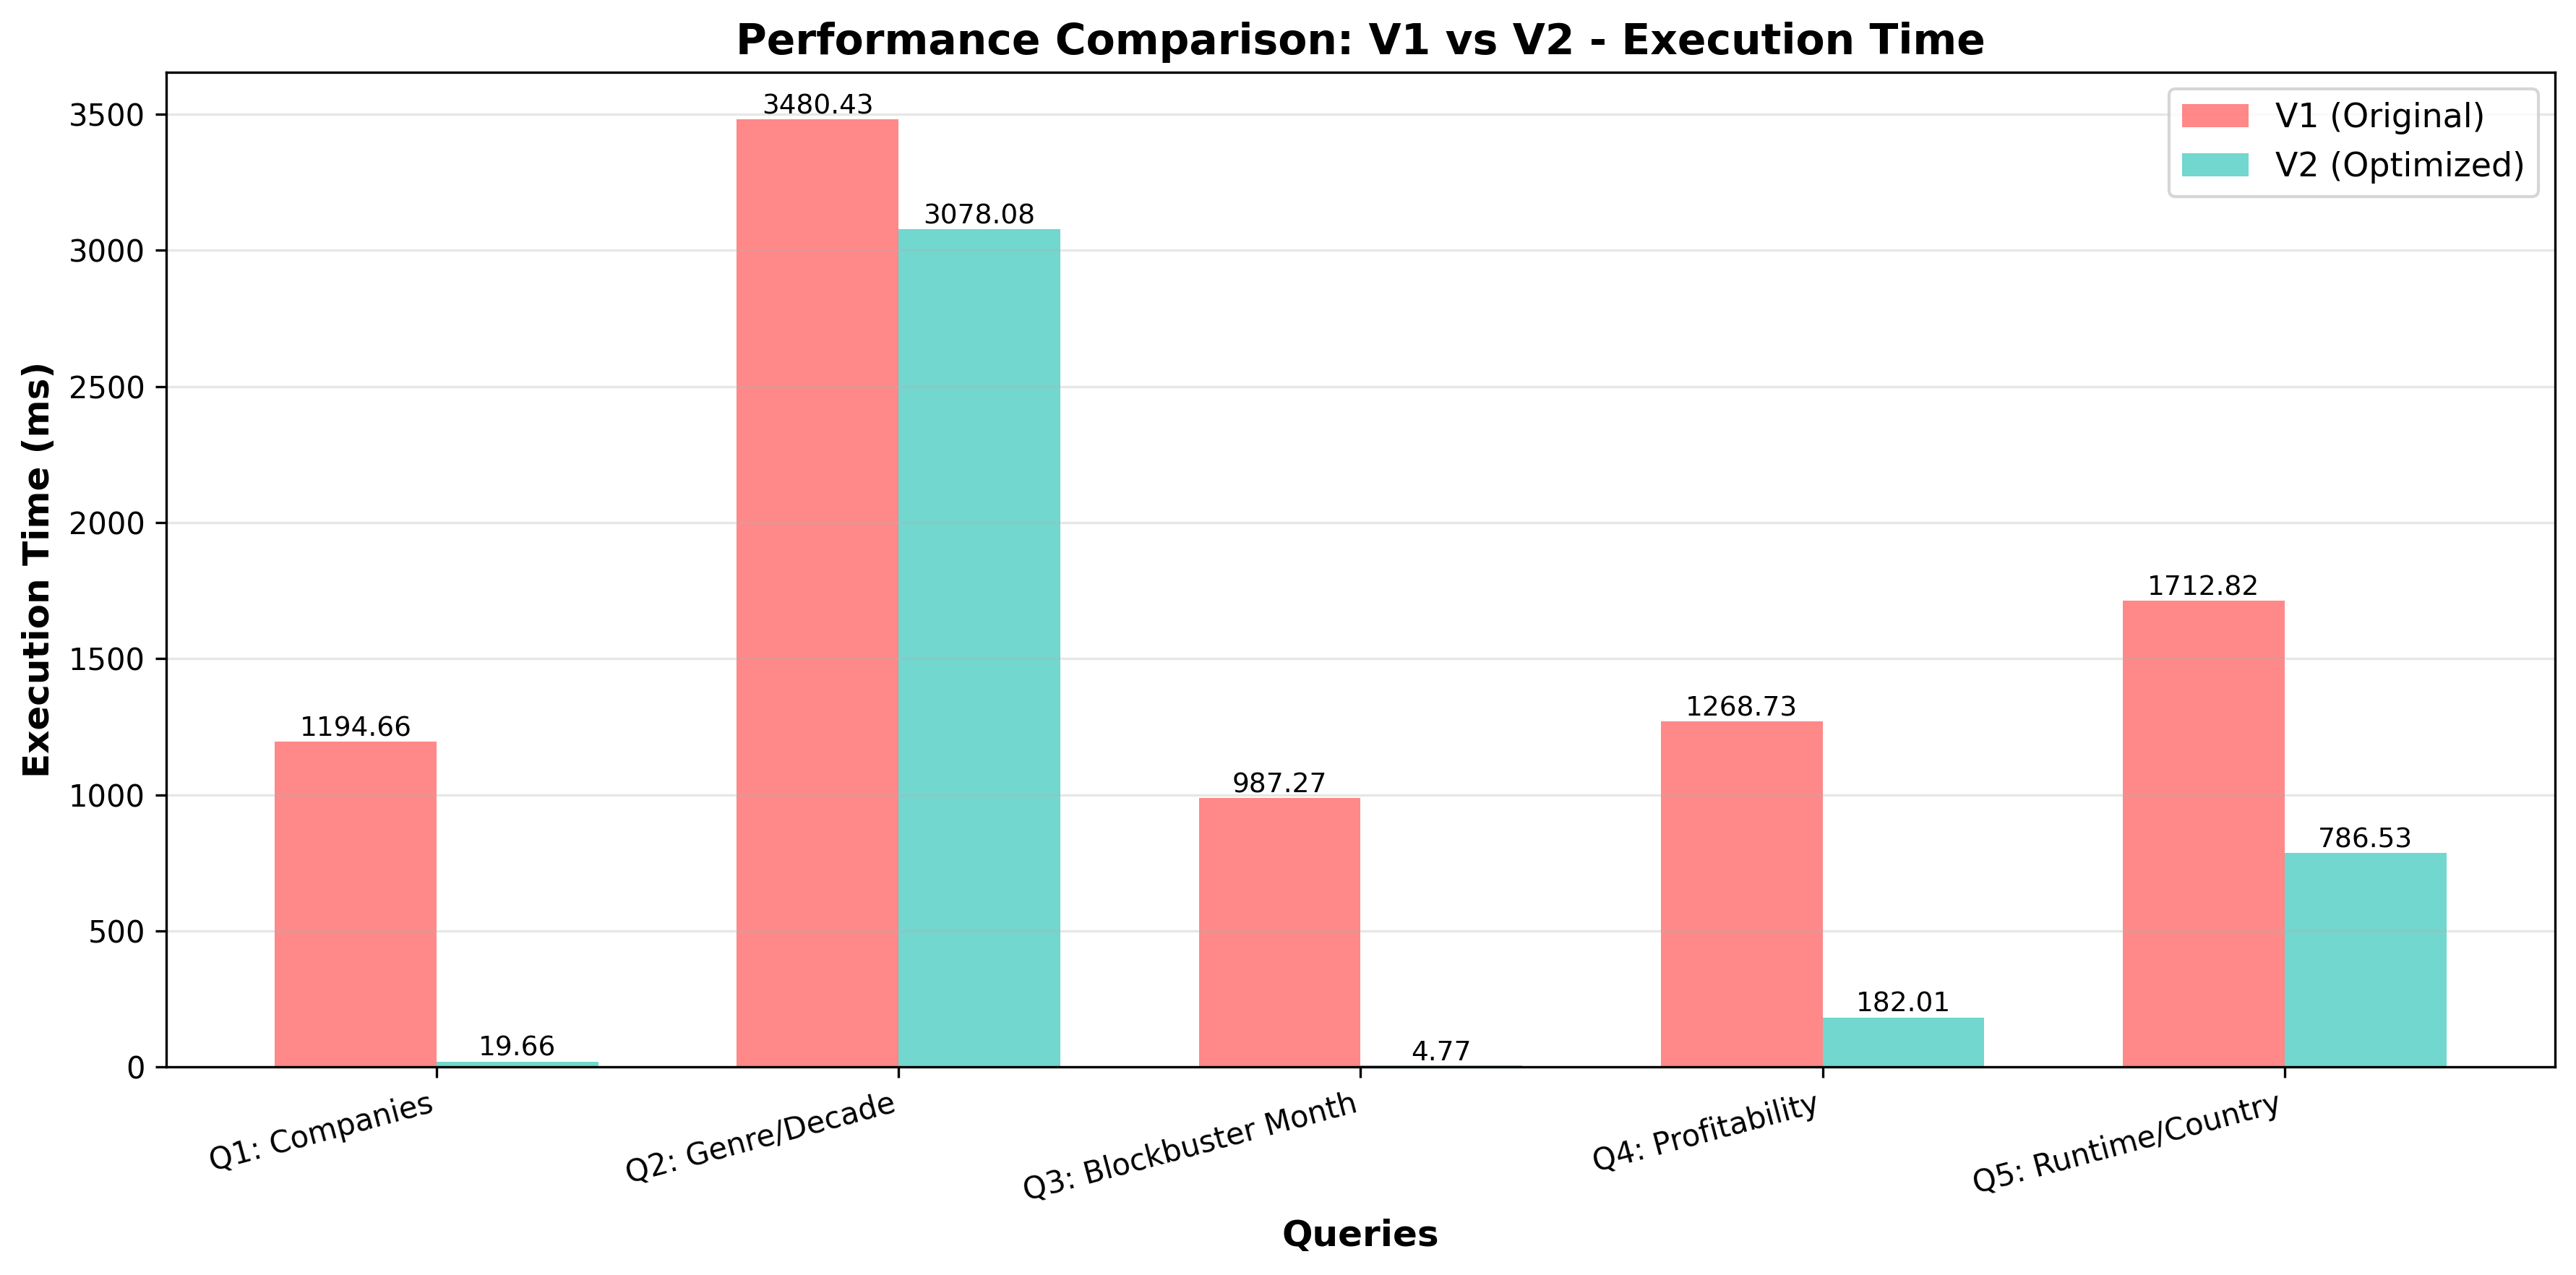 Performance Comparison: V1 vs V2 - Execution Time
V1 (Original)
V2 (Optimized)
Execution Time (ms)
3500
3000
2500
2000
1500
1000
500
0
1194.66
19.66
3480.43
3078.08
987.27
4.77
1268.73
182.01
1712.82
786.53
Q1: Companies
Q2: Genre/Decade
Q3: Blockbuster Month
Q4: Profitability
Q5: Runtime/Country
Queries